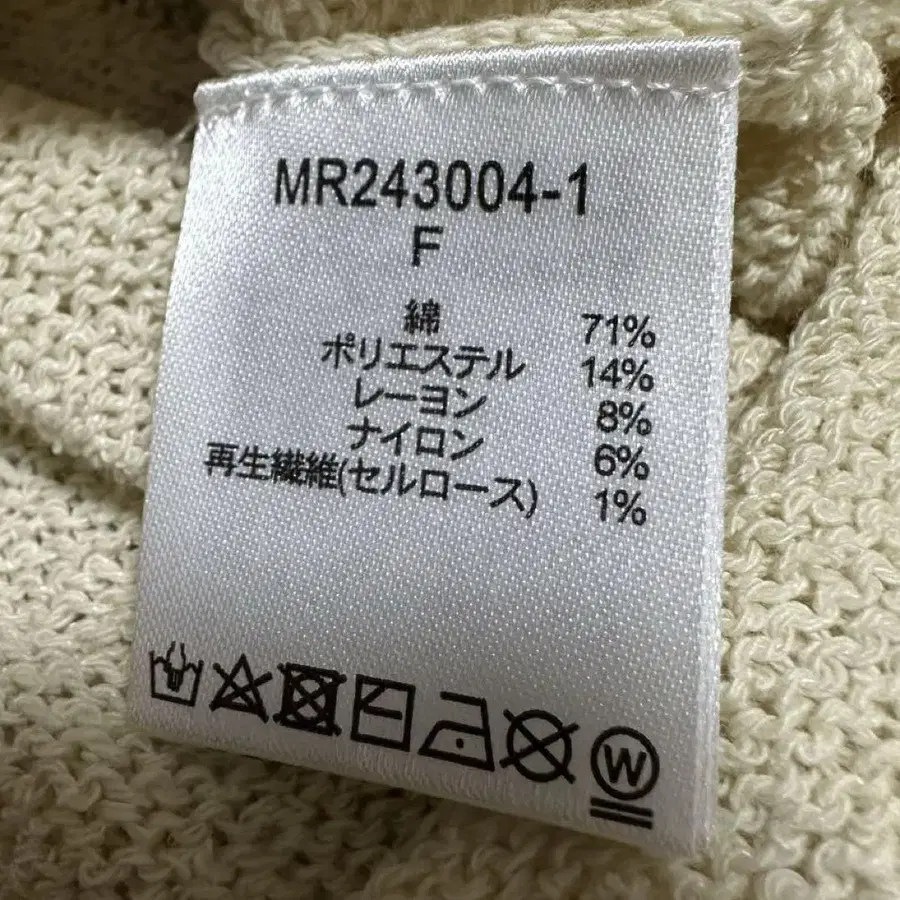 MR243004-1
F
綿 71%
ポリエステル 14%
レーヨン 8%
ナイロン 6%
再生繊維(セルロース) 1%
W